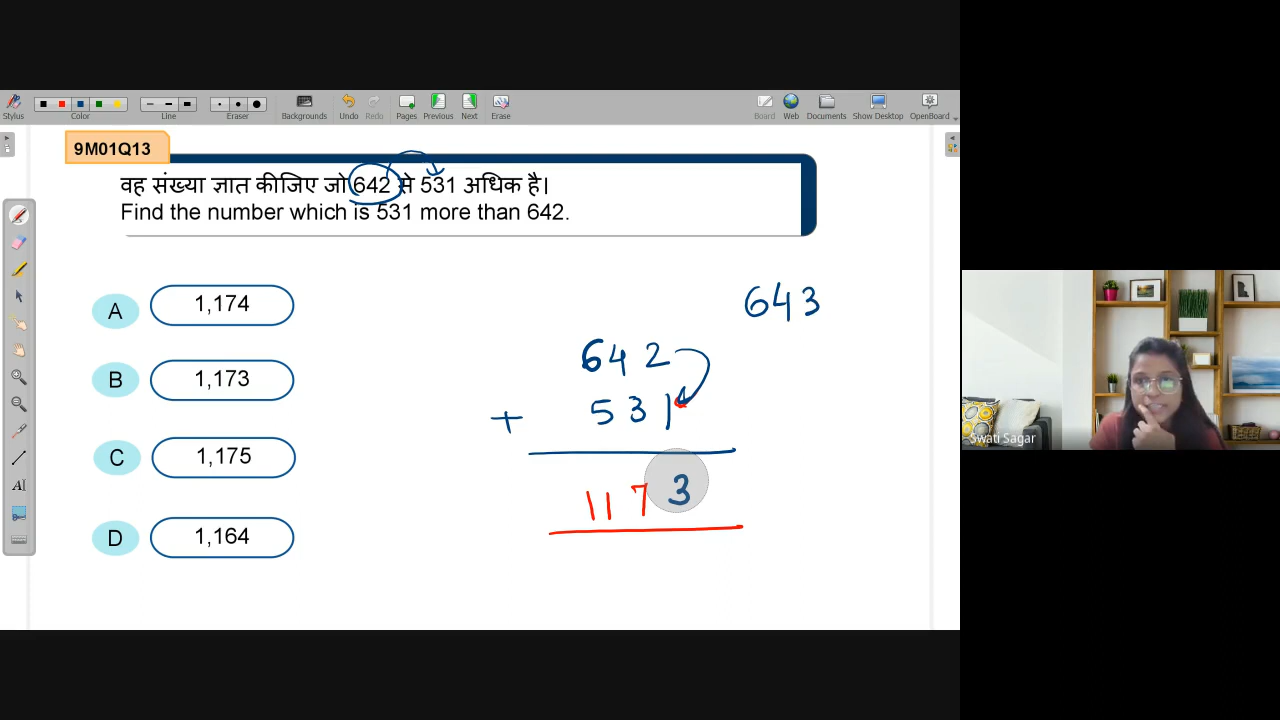 Stylus
Color
Line
Eraser
Backgrounds
Undo
Redo
Pages
Previous
Next
Erase
Board
Web
Documents
Show Desktop
OpenBoard
9M01Q13
वह संख्या ज्ञात कीजिए जो 642 से 531 अधिक है।
Find the number which is 531 more than 642.
A 1,174
B 1,173
C 1,175
D 1,164
643
642
+ 531
1173
Swati Sagar